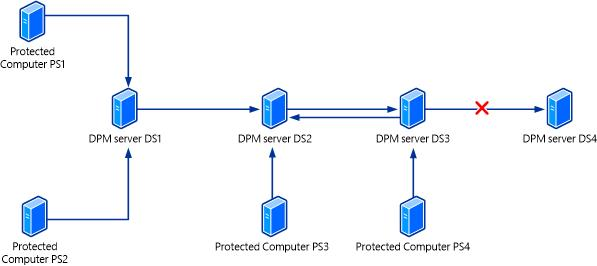 Protected
Computer PS1
DPM server DS1
DPM server DS2
DPM server DS3
DPM server DS4
Protected
Computer PS2
Protected Computer PS3
Protected Computer PS4